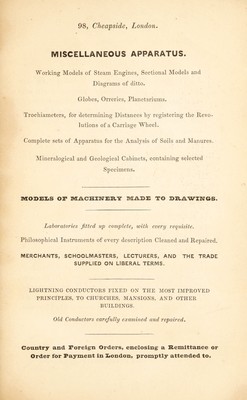 98, Cheapside, London.
MISCELLANEOUS APPARATUS.
Working Models of Steam Engines, Sectional Models and
Diagrams of ditto.
Globes, Orreries, Planetariums.
Trocheameters, for determining Distances by registering the Revo-
lutions of a Carriage Wheel.
Complete sets of Apparatus for the Analysis of Soils and Manures.
Mineralogical and Geological Cabinets, containing selected
Specimens.
MODELS OF MACHINERY MADE TO DRAWINGS.
Laboratories fitted up complete, with every requisite.
Philosophical Instruments of every description Cleaned and Repaired.
MERCHANTS, SCHOOLMASTERS, LECTURERS, AND THE TRADE
SUPPLIED ON LIBERAL TERMS.
LIGHTNING CONDUCTORS FIXED ON THE MOST IMPROVED
PRINCIPLES, TO CHURCHES, MANSIONS, AND OTHER
BUILDINGS.
Old Conductors carefully examined and repaired.
Country and Foreign Orders, enclosing a Remittance or
Order for Payment in London, promptly attended to.